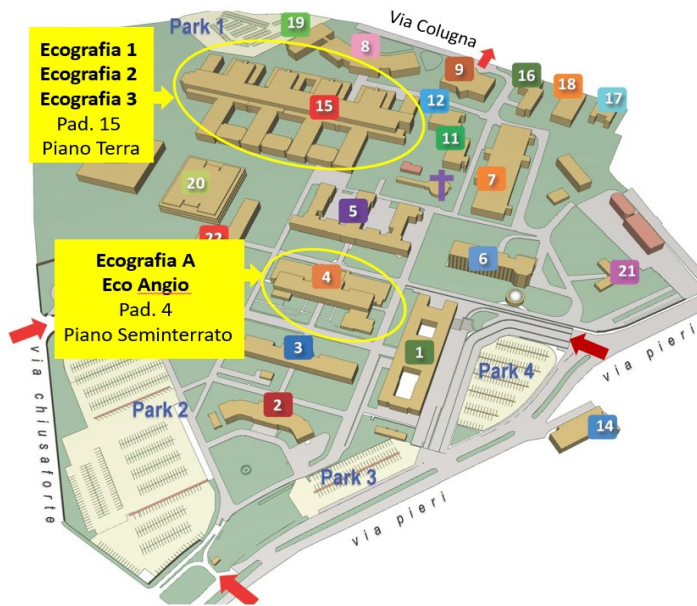 19
Park 1
8
Via Colugna
Ecografia 1
Ecografia 2
Ecografia 3
Pad. 15
Piano Terra
9
16
18
17
15
12
11
7
20
5
22
Ecografia A
Eco Angio
Pad. 4
Piano Seminterrato
4
6
21
3
1
Park 4
via pieri
via chiusaforte
Park 2
2
14
Park 3
via pieri